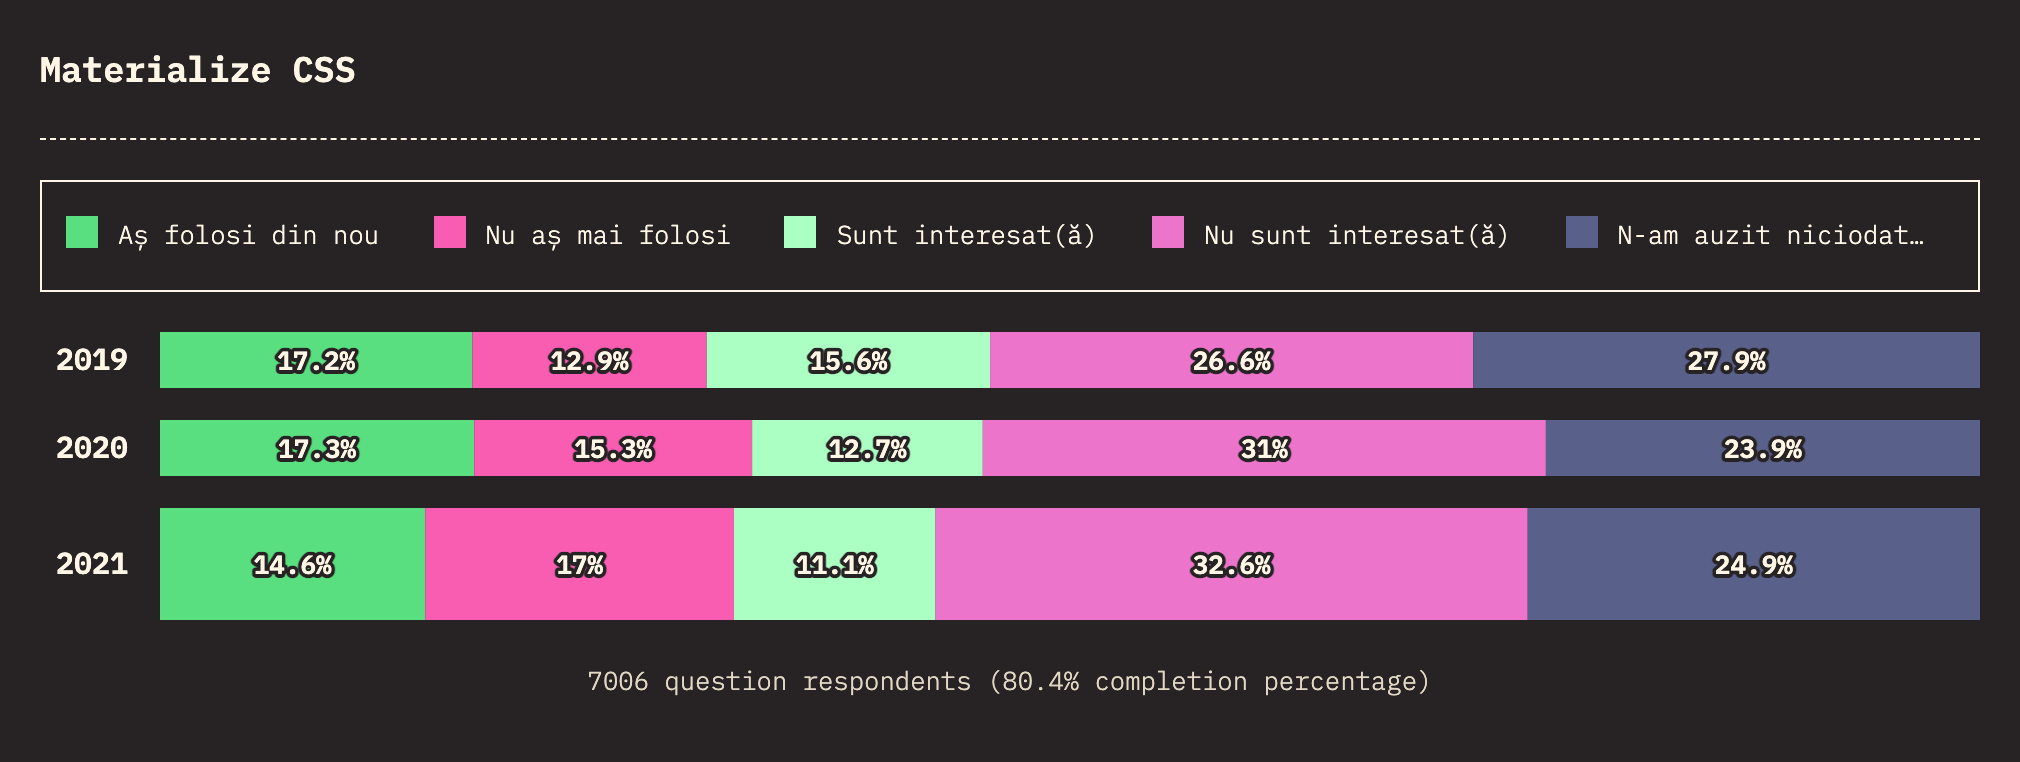 Materialize CSS
Aș folosi din nou Nu aș mai folosi Sunt interesat(ă) Nu sunt interesat(ă) N-am auzit niciodat…
2019 17.2% 12.9% 15.6% 26.6% 27.9%
2020 17.3% 15.3% 12.7% 31% 23.9%
2021 14.6% 17% 11.1% 32.6% 24.9%
7006 question respondents (80.4% completion percentage)